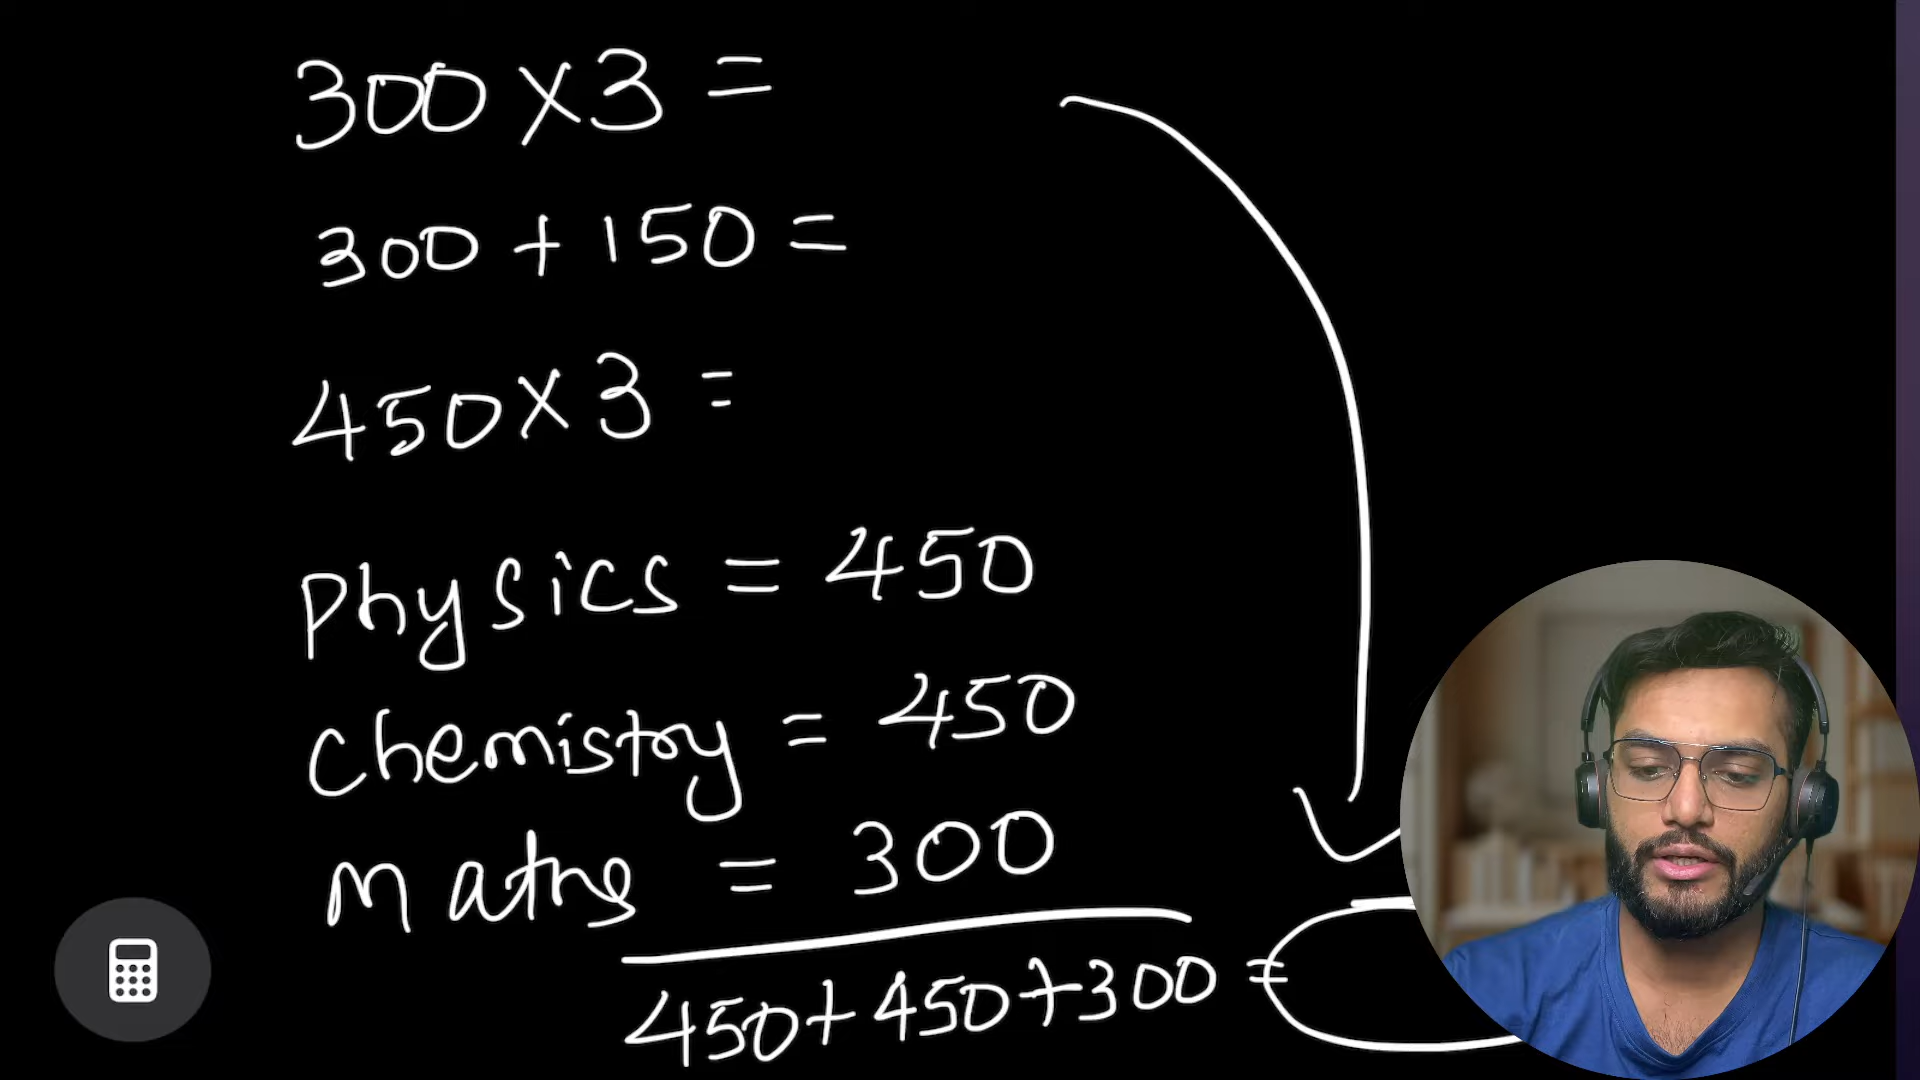 300 × 3 =
300 + 150 =
450 × 3 =
Physics = 450
Chemistry = 450
Maths = 300
450 + 450 + 300 =